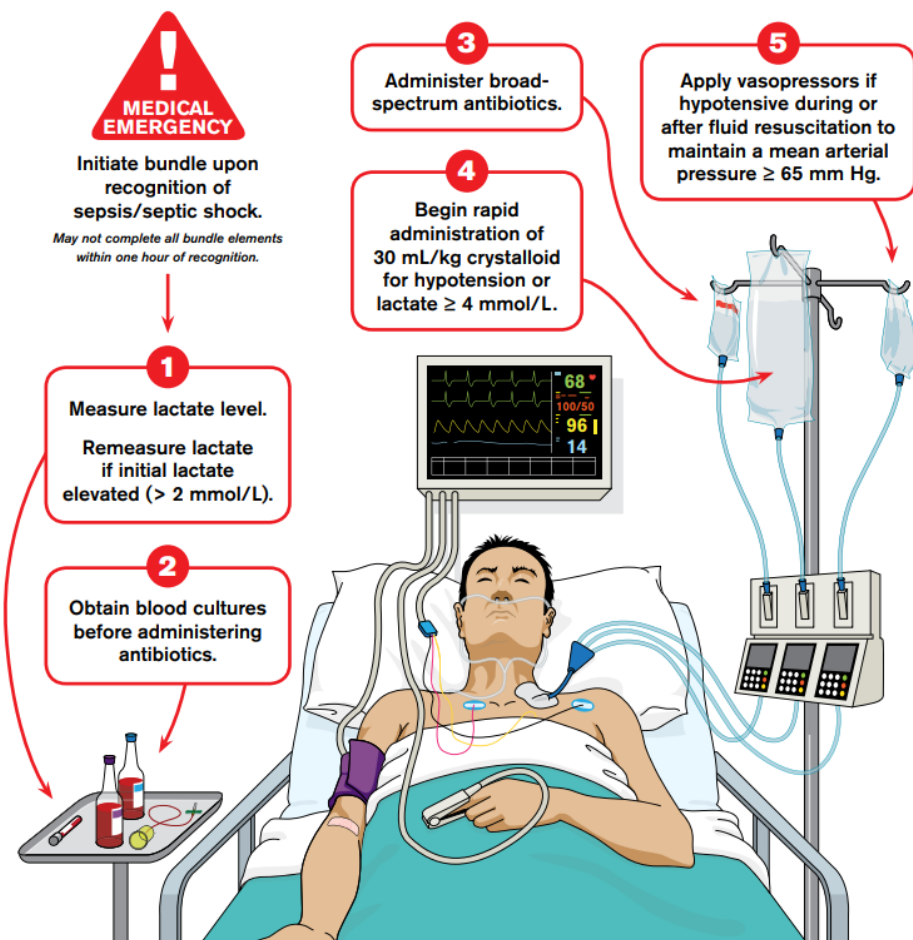 !
MEDICAL
EMERGENCY
Initiate bundle upon
recognition of
sepsis/septic shock.
May not complete all bundle elements
within one hour of recognition.
1
Measure lactate level.
Remeasure lactate
if initial lactate
elevated (> 2 mmol/L).
2
Obtain blood cultures
before administering
antibiotics.
3
Administer broad-
spectrum antibiotics.
4
Begin rapid
administration of
30 mL/kg crystalloid
for hypotension or
lactate ≥ 4 mmol/L.
5
Apply vasopressors if
hypotensive during or
after fluid resuscitation to
maintain a mean arterial
pressure ≥ 65 mm Hg.
68
100/50
96
14